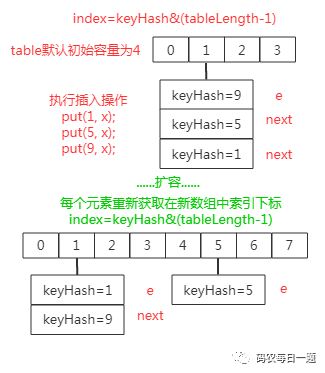 index=keyHash&(tableLength-1)
table默认初始容量为4
0 1 2 3
执行插入操作
put(1, x);
put(5, x);
put(9, x);
keyHash=9 e
keyHash=5 next
keyHash=1 next
......扩容......
每个元素重新获取在新数组中索引下标
index=keyHash&(tableLength-1)
0 1 2 3 4 5 6 7
keyHash=1 e keyHash=5 e
keyHash=9 next
码农每日一题